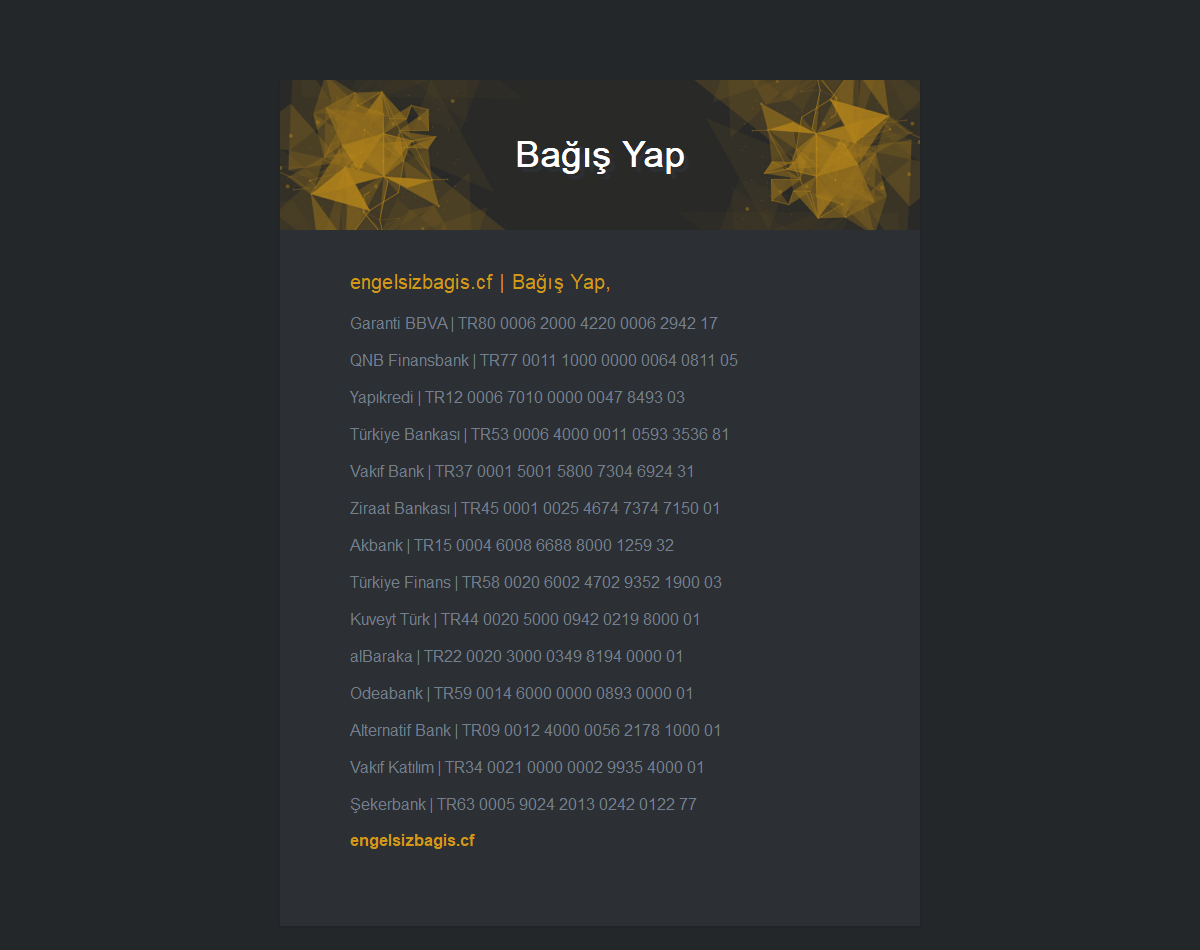 Bağış Yap
engelsizbagis.cf | Bağış Yap,
Garanti BBVA | TR80 0006 2000 4220 0006 2942 17
QNB Finansbank | TR77 0011 1000 0000 0064 0811 05
Yapıkredi | TR12 0006 7010 0000 0047 8493 03
Türkiye Bankası | TR53 0006 4000 0011 0593 3536 81
Vakıf Bank | TR37 0001 5001 5800 7304 6924 31
Ziraat Bankası | TR45 0001 0025 4674 7374 7150 01
Akbank | TR15 0004 6008 6688 8000 1259 32
Türkiye Finans | TR58 0020 6002 4702 9352 1900 03
Kuveyt Türk | TR44 0020 5000 0942 0219 8000 01
alBaraka | TR22 0020 3000 0349 8194 0000 01
Odeabank | TR59 0014 6000 0000 0893 0000 01
Alternatif Bank | TR09 0012 4000 0056 2178 1000 01
Vakıf Katılım | TR34 0021 0000 0002 9935 4000 01
Şekerbank | TR63 0005 9024 2013 0242 0122 77
engelsizbagis.cf